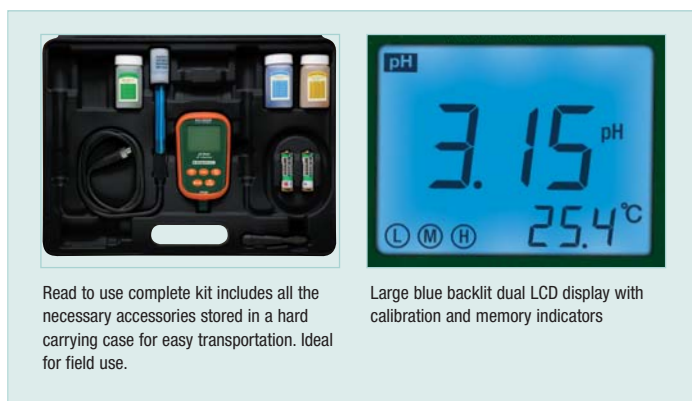 pH
3.15 pH
25.4 °C
L M H
Read to use complete kit includes all the
necessary accessories stored in a hard
carrying case for easy transportation. Ideal
for field use.
Large blue backlit dual LCD display with
calibration and memory indicators